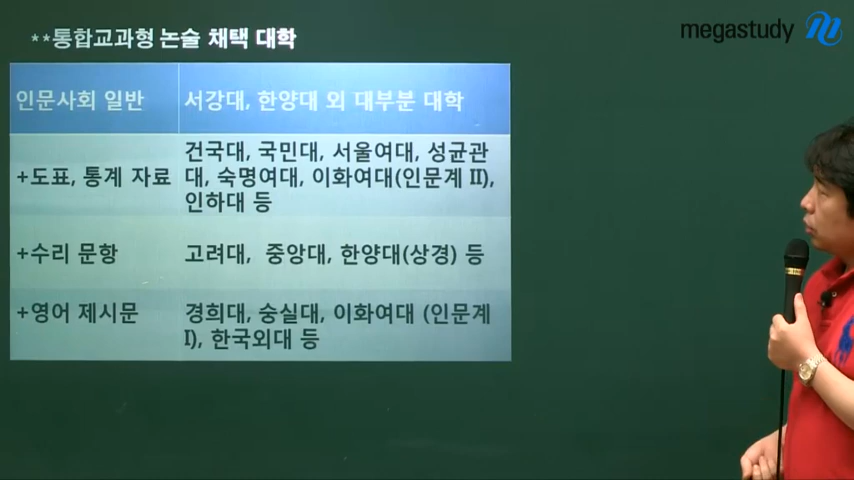 **통합교과형 논술 채택 대학
megastudy
인문사회 일반
서강대, 한양대 외 대부분 대학
+도표, 통계 자료
건국대, 국민대, 서울여대, 성균관
대, 숙명여대, 이화여대(인문계 II),
인하대 등
+수리 문항
고려대, 중앙대, 한양대(상경) 등
+영어 제시문
경희대, 숭실대, 이화여대 (인문계
I), 한국외대 등